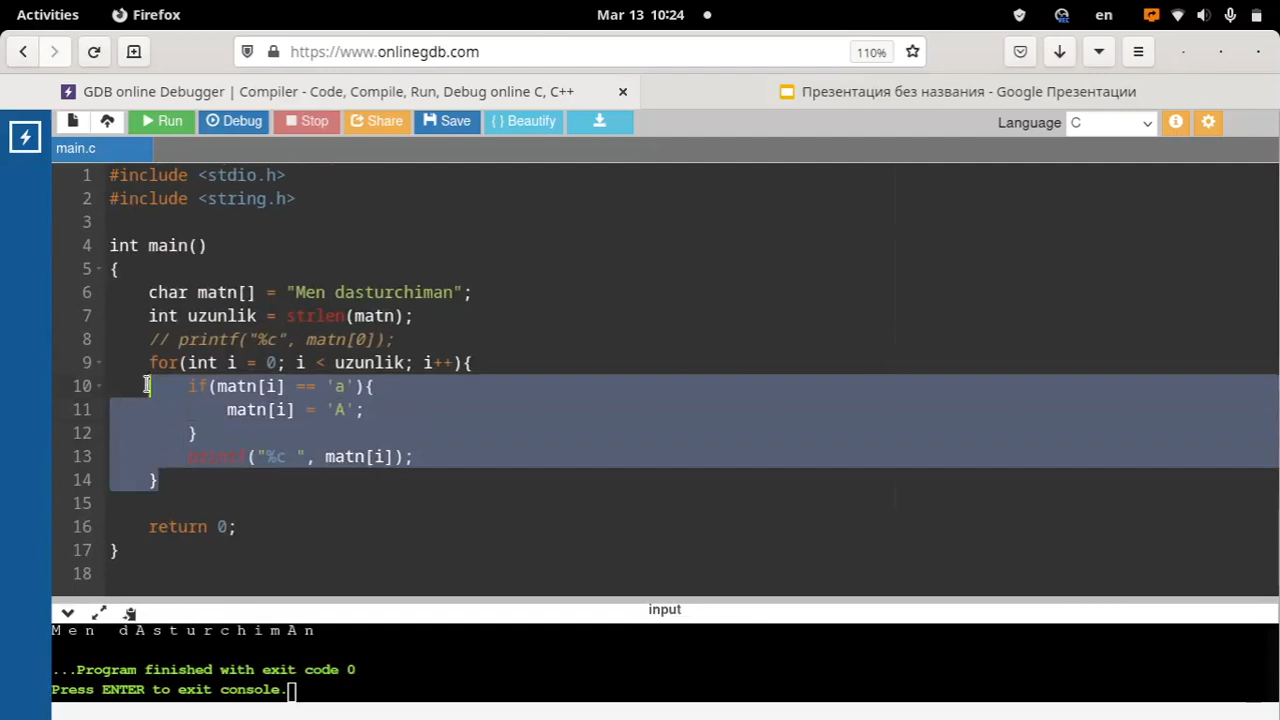 Activities Firefox Mar 13 10:24 en
https://www.onlinegdb.com 110%
GDB online Debugger | Compiler - Code, Compile, Run, Debug online C, C++ Презентация без названия - Google Презентации
Run Debug Stop Share Save { } Beautify Language C
main.c
1 #include <stdio.h>
2 #include <string.h>
3
4 int main()
5 {
6 char matn[] = "Men dasturchiman";
7 int uzunlik = strlen(matn);
8 // printf("%c", matn[0]);
9 for(int i = 0; i < uzunlik; i++){
10 if(matn[i] == 'a'){
11 matn[i] = 'A';
12 }
13 printf("%c ", matn[i]);
14 }
15
16 return 0;
17 }
18
input
M e n d A s t u r c h i m A n
...Program finished with exit code 0
Press ENTER to exit console.